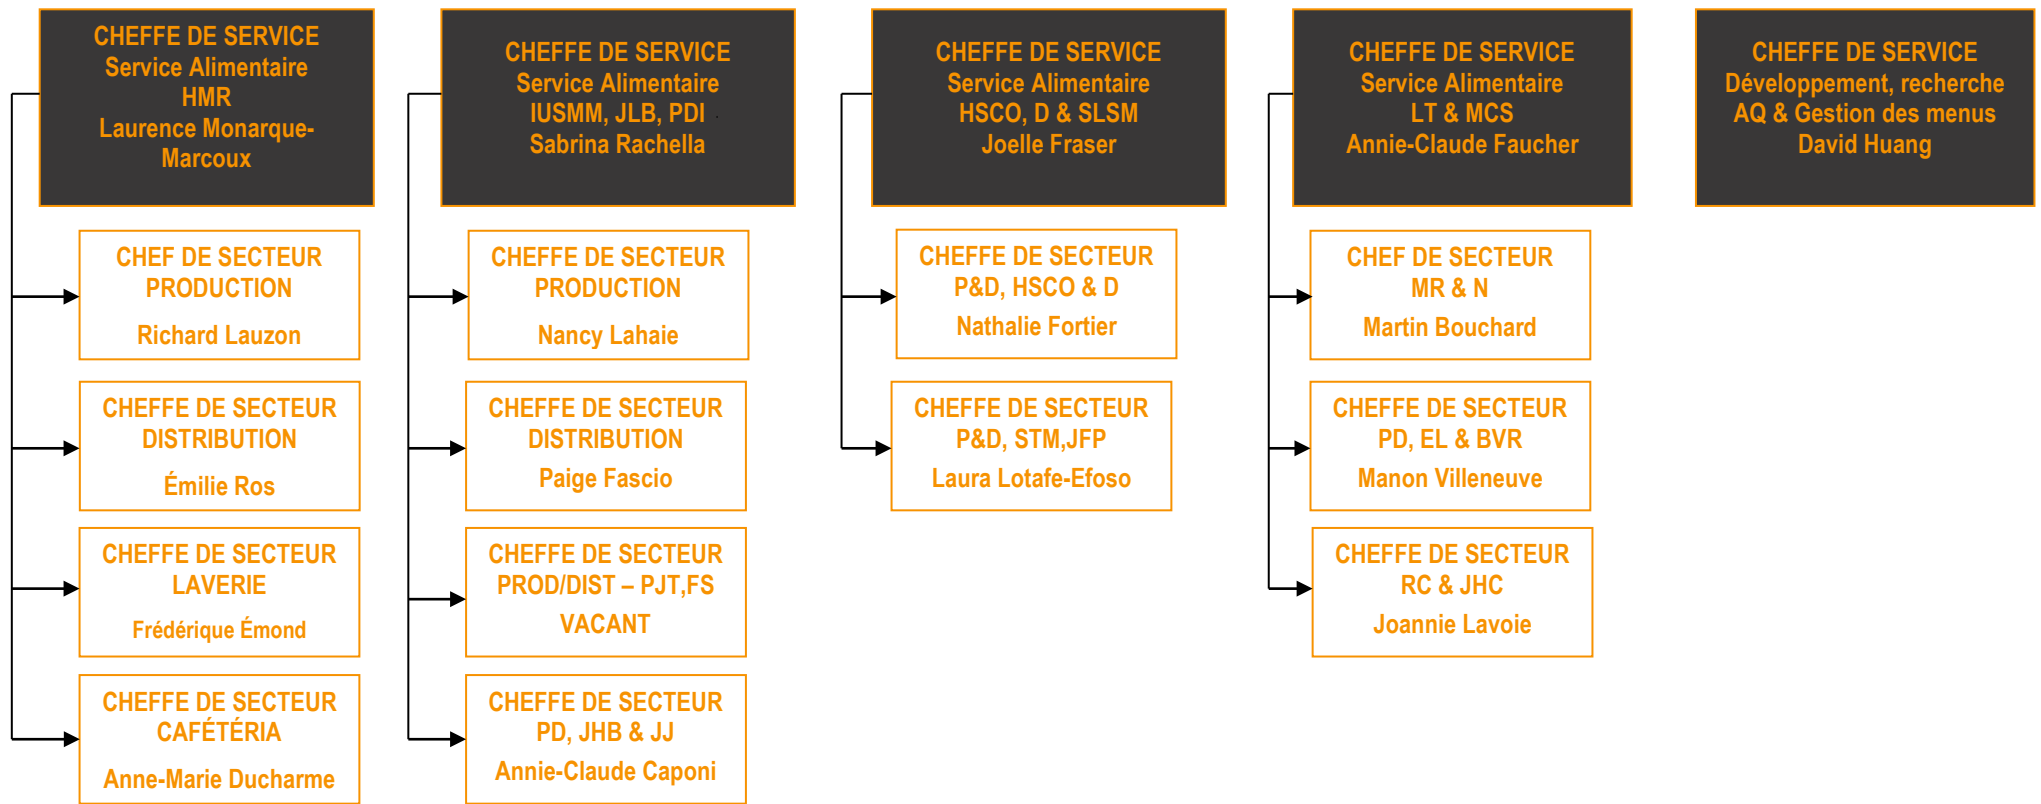 CHEFFE DE SERVICE
Service Alimentaire
HMR
Laurence Monarque-
Marcoux
CHEF DE SECTEUR
PRODUCTION
Richard Lauzon
CHEFFE DE SECTEUR
DISTRIBUTION
Émilie Ros
CHEFFE DE SECTEUR
LAVERIE
Frédérique Émond
CHEFFE DE SECTEUR
CAFÉTÉRIA
Anne-Marie Ducharme
CHEFFE DE SERVICE
Service Alimentaire
IUSMM, JLB, PDI
Sabrina Rachella
CHEFFE DE SECTEUR
PRODUCTION
Nancy Lahaie
CHEFFE DE SECTEUR
DISTRIBUTION
Paige Fascio
CHEFFE DE SECTEUR
PROD/DIST – PJT,FS
VACANT
CHEFFE DE SECTEUR
PD, JHB & JJ
Annie-Claude Caponi
CHEFFE DE SERVICE
Service Alimentaire
HSCO, D & SLSM
Joelle Fraser
CHEFFE DE SECTEUR
P&D, HSCO & D
Nathalie Fortier
CHEFFE DE SECTEUR
P&D, STM,JFP
Laura Lotafe-Efoso
CHEFFE DE SERVICE
Service Alimentaire
LT & MCS
Annie-Claude Faucher
CHEF DE SECTEUR
MR & N
Martin Bouchard
CHEFFE DE SECTEUR
PD, EL & BVR
Manon Villeneuve
CHEFFE DE SECTEUR
RC & JHC
Joannie Lavoie
CHEFFE DE SERVICE
Développement, recherche
AQ & Gestion des menus
David Huang